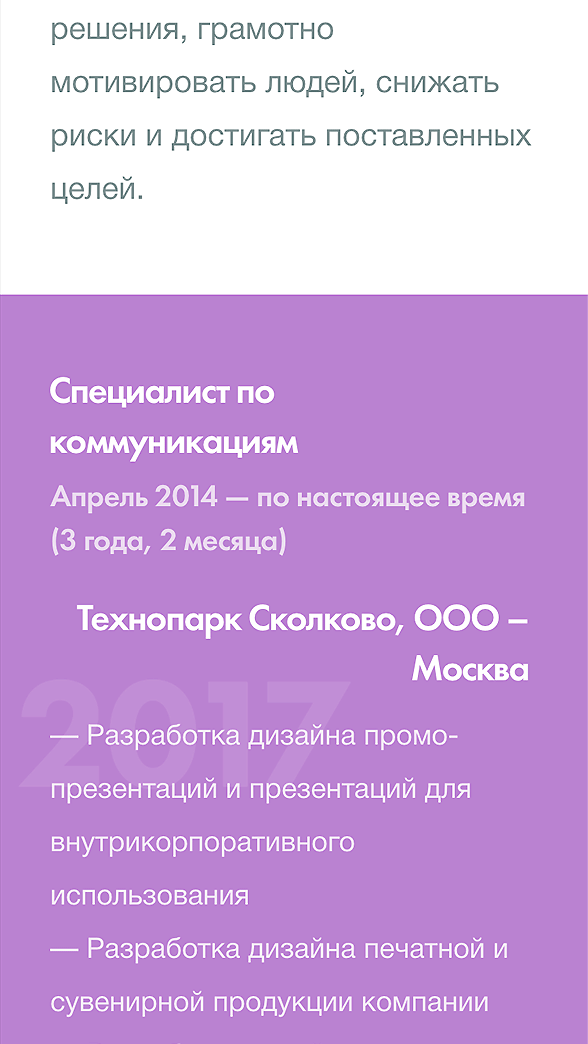 решения, грамотно
мотивировать людей, снижать
риски и достигать поставленных
целей.
Специалист по
коммуникациям
Апрель 2014 — по настоящее время
(3 года, 2 месяца)
Технопарк Сколково, ООО –
Москва
2017
— Разработка дизайна промо-
презентаций и презентаций для
внутрикорпоративного
использования
— Разработка дизайна печатной и
сувенирной продукции компании